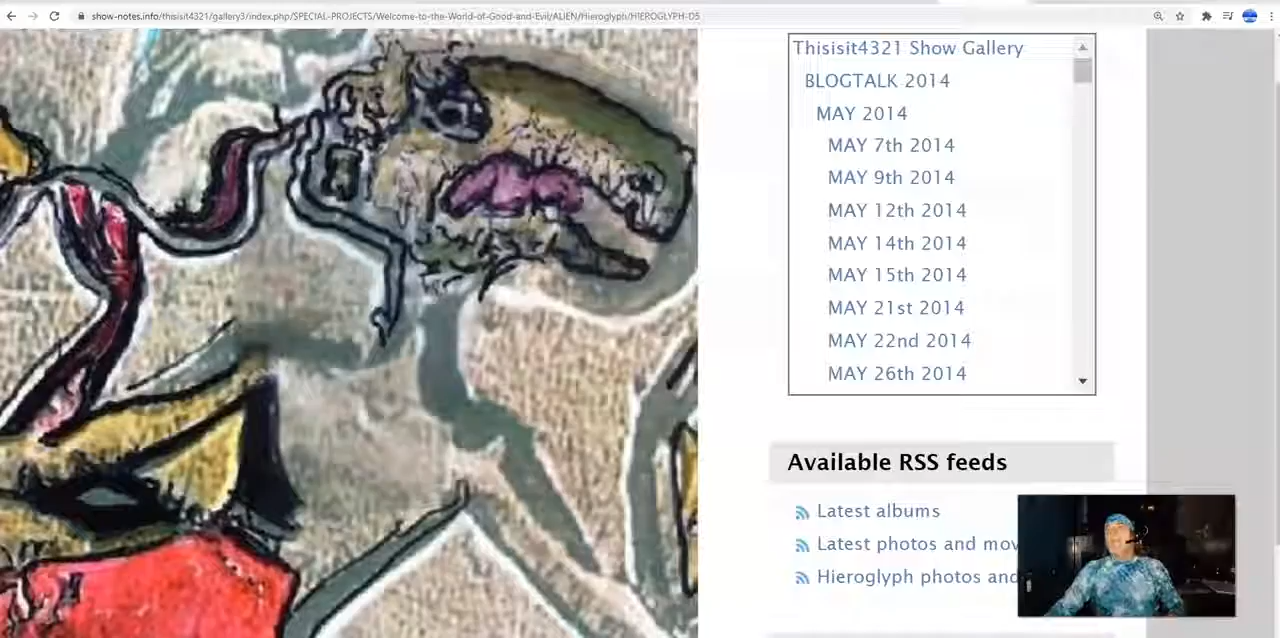 show-notes.info/thisisit4321/gallery3/index.php/SPECIAL-PROJECTS/Welcome-to-the-World-of-Good-and-Evil/ALIEN/Hieroglyph/HIEROGLYPH-D5
Thisisit4321 Show Gallery
BLOGTALK 2014
MAY 2014
MAY 7th 2014
MAY 9th 2014
MAY 12th 2014
MAY 14th 2014
MAY 15th 2014
MAY 21st 2014
MAY 22nd 2014
MAY 26th 2014
Available RSS feeds
Latest albums
Latest photos and mov
Hieroglyph photos and